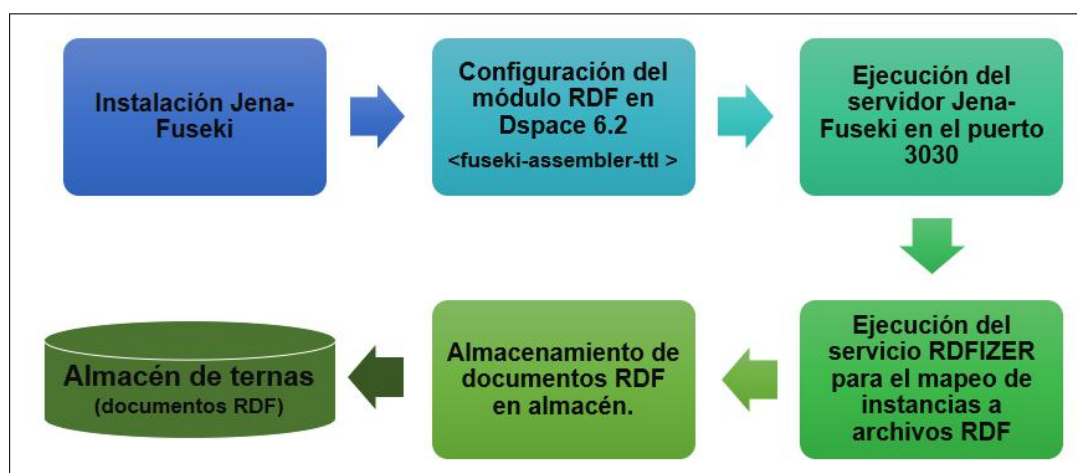 Instalación Jena-
Fuseki
Configuración del
módulo RDF en
Dspace 6.2
<fuseki-assembler-ttl >
Ejecución del
servidor Jena-
Fuseki en el puerto
3030
Ejecución del
servicio RDFIZER
para el mapeo de
instancias a
archivos RDF
Almacenamiento de
documentos RDF
en almacén.
Almacén de ternas
(documentos RDF)